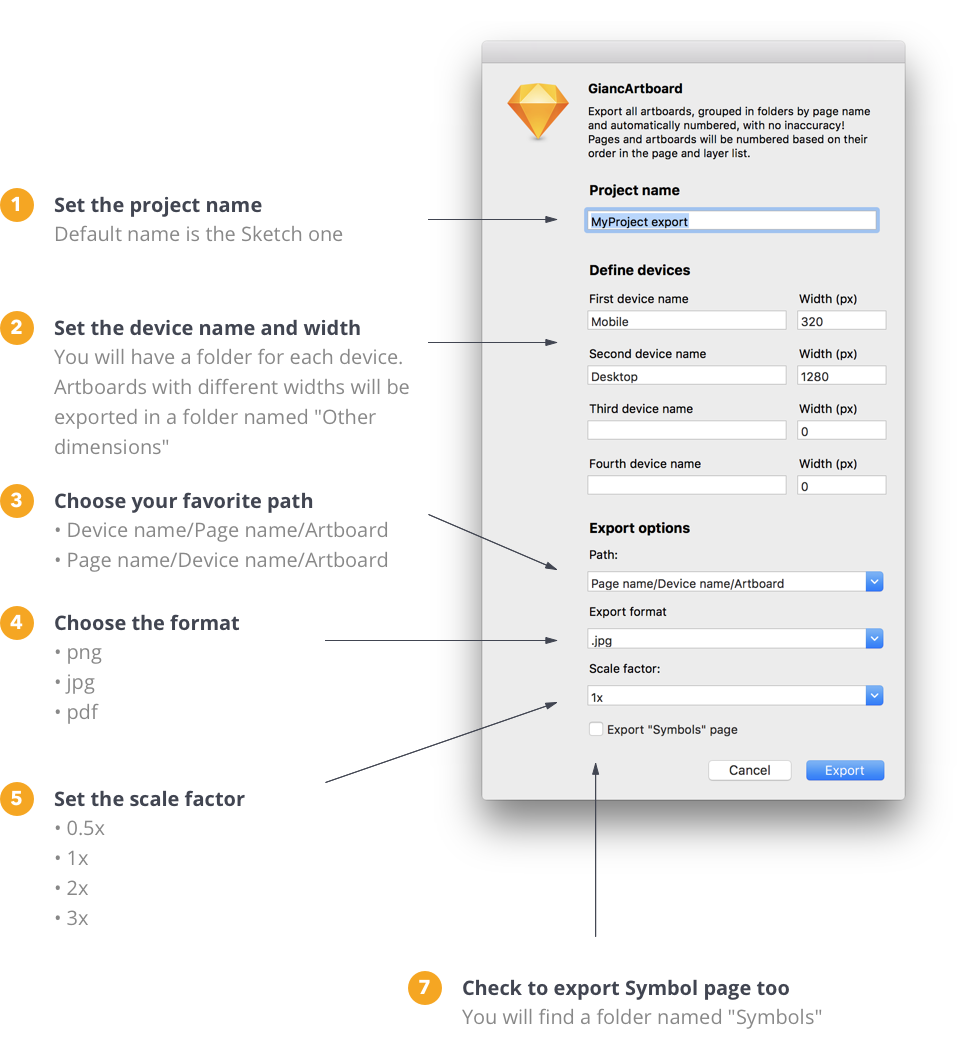 GiancArtboard
Export all artboards, grouped in folders by page name
and automatically numbered, with no inaccuracy!
Pages and artboards will be numbered based on their
order in the page and layer list.
1
Set the project name
Default name is the Sketch one
Project name
MyProject export
2
Set the device name and width
You will have a folder for each device.
Artboards with different widths will be
exported in a folder named "Other
dimensions"
Define devices
First device name Width (px)
Mobile 320
Second device name Width (px)
Desktop 1280
Third device name Width (px)
0
Fourth device name Width (px)
0
3
Choose your favorite path
• Device name/Page name/Artboard
• Page name/Device name/Artboard
Export options
Path:
Page name/Device name/Artboard
4
Choose the format
• png
• jpg
• pdf
Export format
.jpg
5
Set the scale factor
• 0.5x
• 1x
• 2x
• 3x
Scale factor:
1x
Export "Symbols" page
Cancel Export
7
Check to export Symbol page too
You will find a folder named "Symbols"